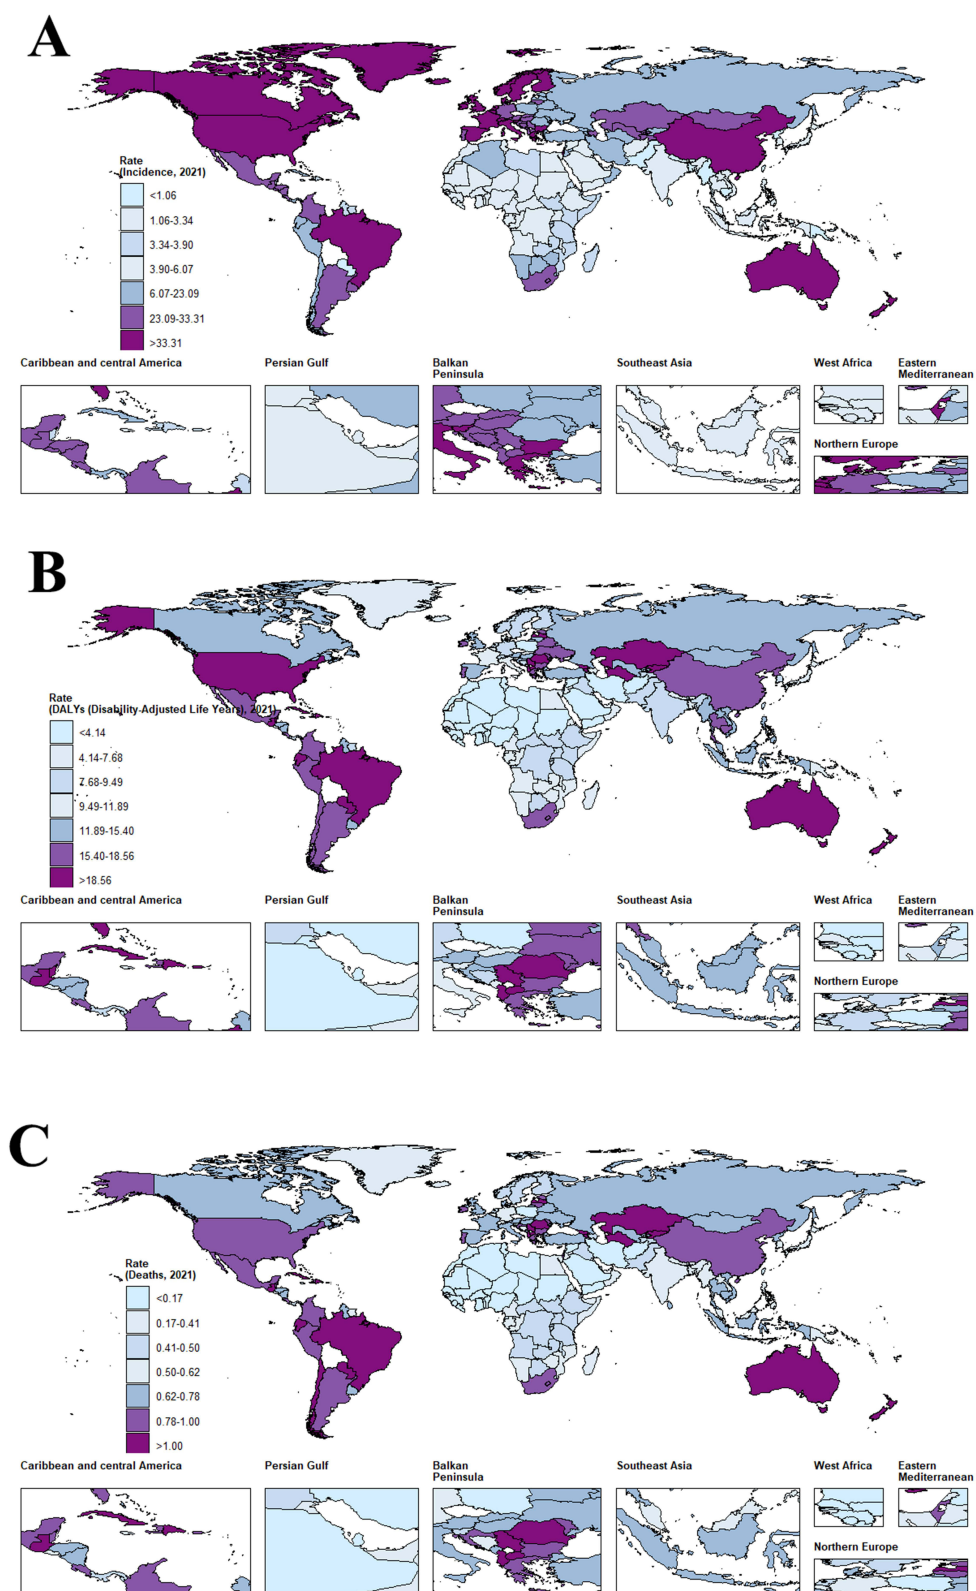 A
Rate
(Incidence, 2021)
<1.06
1.06-3.34
3.34-3.90
3.90-6.07
6.07-23.09
23.09-33.31
>33.31
Caribbean and central America
Persian Gulf
Balkan
Peninsula
Southeast Asia
West Africa
Eastern
Mediterranean
Northern Europe
B
Rate
(DALYs (Disability-Adjusted Life Years), 2021)
<4.14
4.14-7.68
7.68-9.49
9.49-11.89
11.89-15.40
15.40-18.56
>18.56
Caribbean and central America
Persian Gulf
Balkan
Peninsula
Southeast Asia
West Africa
Eastern
Mediterranean
Northern Europe
C
Rate
(Deaths, 2021)
<0.17
0.17-0.41
0.41-0.50
0.50-0.62
0.62-0.78
0.78-1.00
>1.00
Caribbean and central America
Persian Gulf
Balkan
Peninsula
Southeast Asia
West Africa
Eastern
Mediterranean
Northern Europe